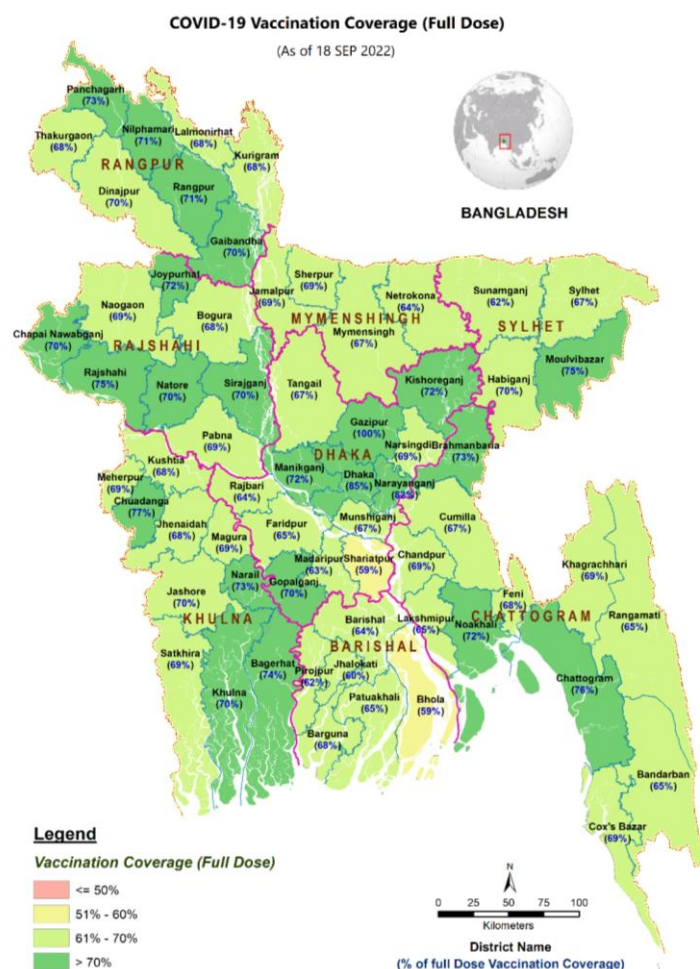 COVID-19 Vaccination Coverage (Full Dose)
(As of 18 SEP 2022)
BANGLADESH
Panchagarh
(73%)
Thakurgaon
(68%)
Nilphamari
(71%)
Lalmonirhat
(68%)
Kurigram
(68%)
RANGPUR
Dinajpur
(70%)
Rangpur
(71%)
Gaibandha
(70%)
Joypurhat
(72%)
Naogaon
(69%)
Bogura
(68%)
Chapai Nawabganj
(70%)
RAJSHAHI
Rajshahi
(75%)
Natore
(70%)
Sirajganj
(70%)
Pabna
(69%)
Jamalpur
(69%)
Sherpur
(69%)
Netrokona
(64%)
MYMENSINGH
Mymensingh
(67%)
Sunamganj
(62%)
Sylhet
(67%)
SYLHET
Moulvibazar
(75%)
Habiganj
(70%)
Tangail
(67%)
Kishoreganj
(72%)
Gazipur
(100%)
Narsingdi
(69%)
Brahmanbaria
(73%)
DHAKA
Manikganj
(72%)
Dhaka
(85%)
Narayanganj
(82%)
Munshiganj
(67%)
Rajbari
(64%)
Faridpur
(65%)
Madaripur
(63%)
Shariatpur
(59%)
Gopalganj
(70%)
Kushtia
(68%)
Meherpur
(69%)
Chuadanga
(77%)
Jhenaidah
(68%)
Magura
(69%)
Narail
(73%)
Jashore
(70%)
KHULNA
Satkhira
(69%)
Khulna
(70%)
Bagerhat
(74%)
Barishal
(64%)
BARISHAL
Pirojpur
(62%)
Jhalokati
(60%)
Patuakhali
(65%)
Barguna
(68%)
Bhola
(59%)
Cumilla
(67%)
Chandpur
(69%)
Lakshmipur
(65%)
Noakhali
(72%)
Feni
(68%)
CHATTOGRAM
Khagrachhari
(69%)
Rangamati
(65%)
Chattogram
(76%)
Bandarban
(65%)
Cox's Bazar
(69%)
Legend
Vaccination Coverage (Full Dose)
<= 50%
51% - 60%
61% - 70%
> 70%
N
0 25 50 75 100
Kilometers
District Name
(% of full Dose Vaccination Coverage)